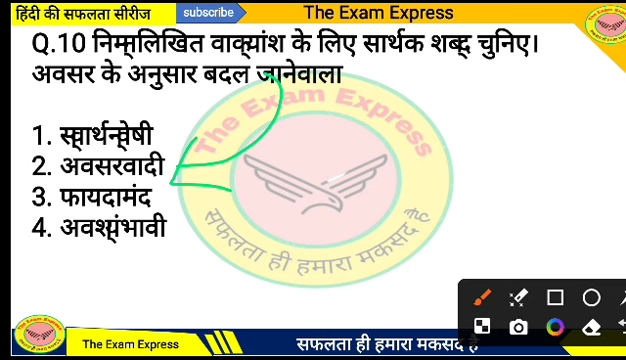 हिंदी की सफलता सीरीज subscribe The Exam Express
Q.10 निम्नलिखित वाक्यांश के लिए सार्थक शब्द चुनिए।
अवसर के अनुसार बदल जानेवाला
The Exam Express
1. स्वार्थन्वेषी
2. अवसरवादी
3. फायदामंद
4. अवश्यंभावी
सफलता ही हमारा मकसद है
The Exam Express सफलता ही हमारा मकसद है